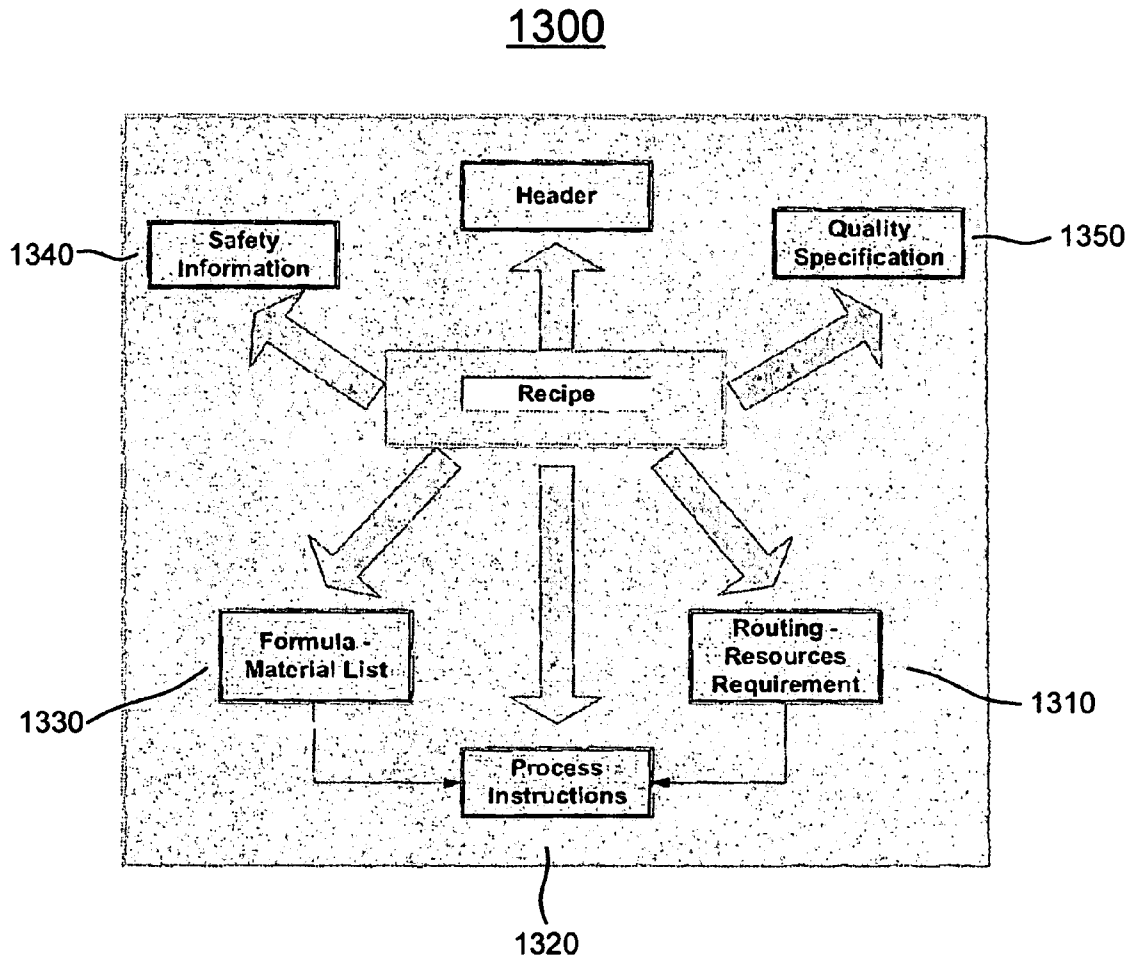 1300
Header
Safety
Information
Quality
Specification
1340
1350
Recipe
Formula -
Material List
Routing -
Resources
Requirement
1330
1310
Process
Instructions
1320